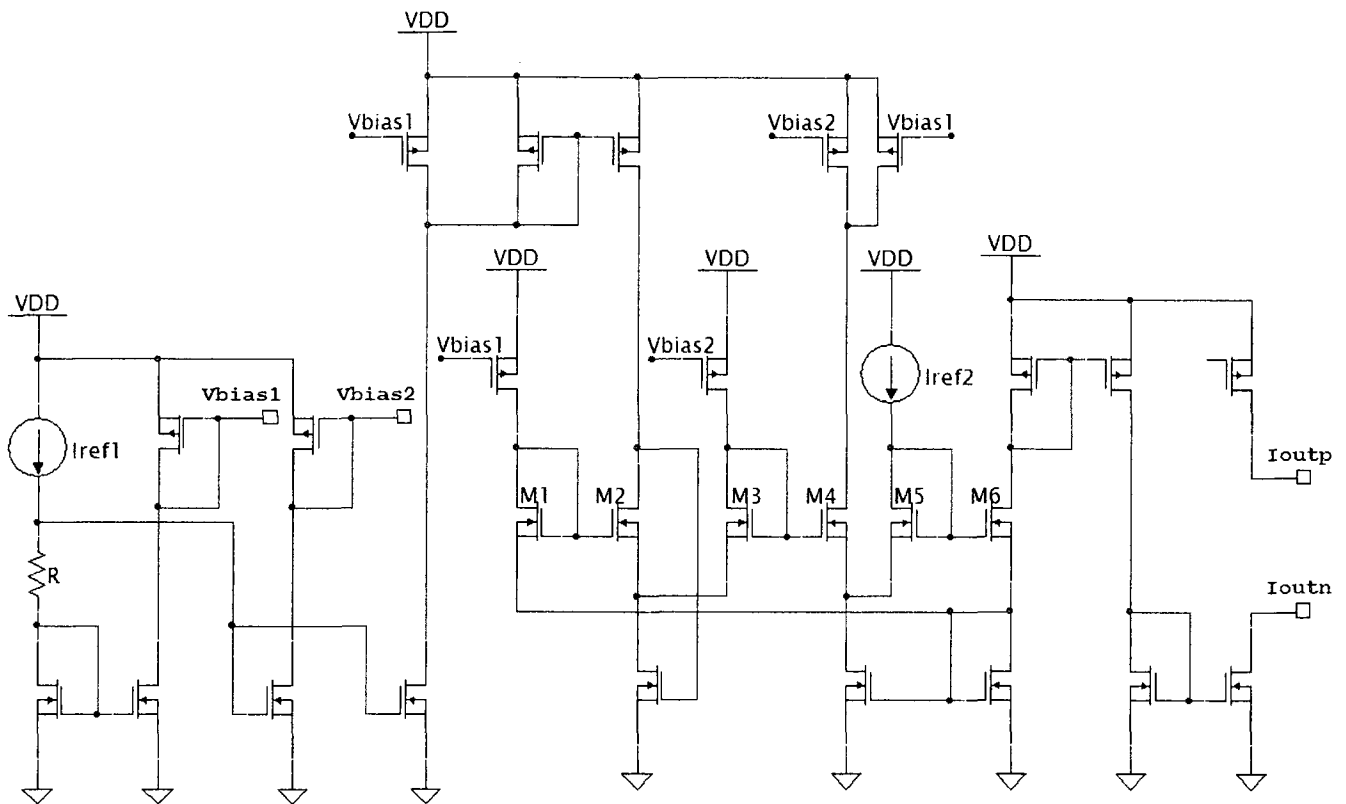 VDD
Vbias1
Vbias2
Vbias1
VDD
VDD
VDD
VDD
VDD
Vbias1
Vbias2
Iref2
Vbias1
Vbias2
Iref1
Ioutp
M1
M2
M3
M4
M5
M6
R
Ioutn